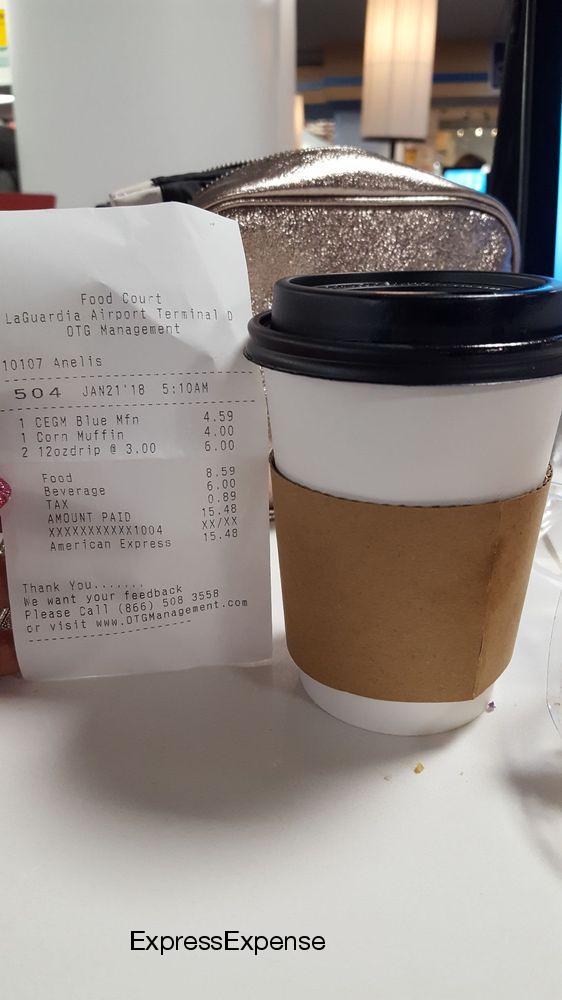 Food Court
LaGuardia Airport Terminal D
OTG Management
10107 Anelis
504 JAN21'18 5:10AM
1 CEGM Blue Mfn 4.59
1 Corn Muffin 4.00
2 12ozdrip @ 3.00 6.00
Food 8.59
Beverage 6.00
TAX 0.89
AMOUNT PAID 15.48
XXXXXXXXXXX1004 XX/XX
American Express 15.48
Thank You.......
We want your feedback
Please Call (866) 508 3558
or visit www.OTGManagement.com
ExpressExpense